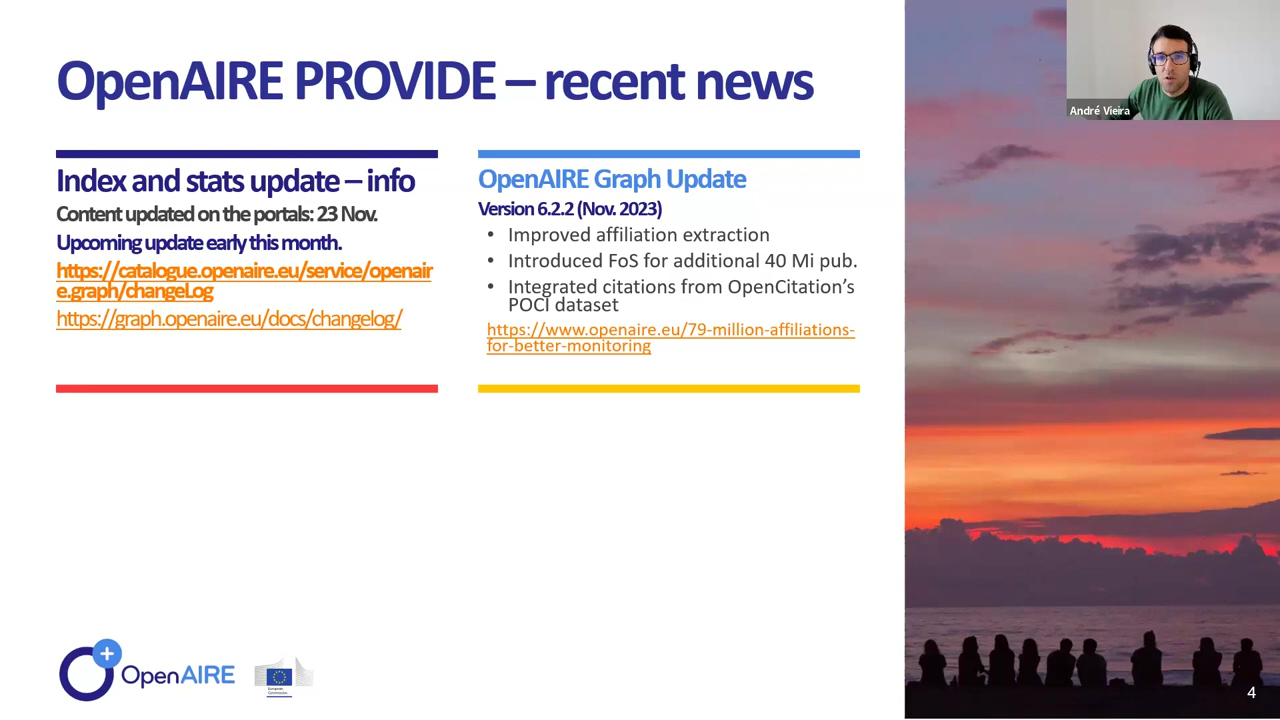 OpenAIRE PROVIDE – recent news
André Vieira
Index and stats update – info
Content updated on the portals: 23 Nov.
Upcoming update early this month.
https://catalogue.openaire.eu/service/openair
e.graph/changeLog
https://graph.openaire.eu/docs/changelog/
OpenAIRE Graph Update
Version 6.2.2 (Nov. 2023)
• Improved affiliation extraction
• Introduced FoS for additional 40 Mi pub.
• Integrated citations from OpenCitation’s
POCI dataset
https://www.openaire.eu/79-million-affiliations-
for-better-monitoring
OpenAIRE
European
Commission
4